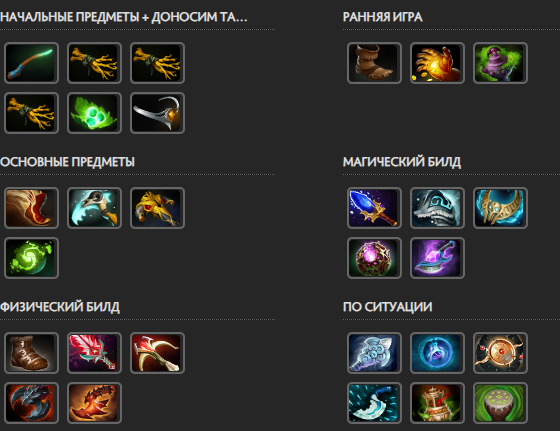 НАЧАЛЬНЫЕ ПРЕДМЕТЫ + ДОНОСИМ ТА...
РАННЯЯ ИГРА
ОСНОВНЫЕ ПРЕДМЕТЫ
МАГИЧЕСКИЙ БИЛД
ФИЗИЧЕСКИЙ БИЛД
ПО СИТУАЦИИ